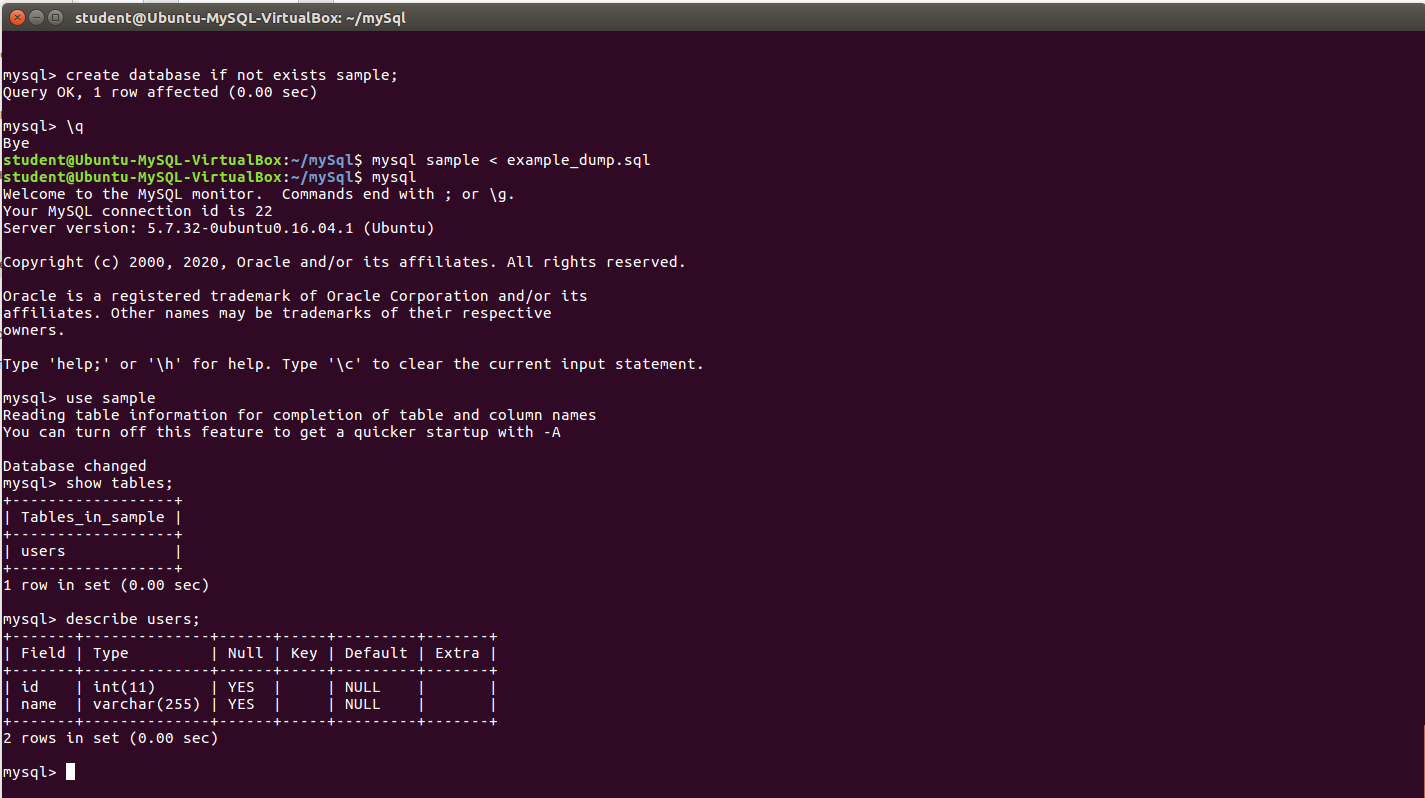 student@Ubuntu-MySQL-VirtualBox: ~/mySql
mysql> create database if not exists sample;
Query OK, 1 row affected (0.00 sec)
mysql> \q
Bye
student@Ubuntu-MySQL-VirtualBox:~/mySql$ mysql sample < example_dump.sql
student@Ubuntu-MySQL-VirtualBox:~/mySql$ mysql
Welcome to the MySQL monitor.  Commands end with ; or \g.
Your MySQL connection id is 22
Server version: 5.7.32-0ubuntu0.16.04.1 (Ubuntu)
Copyright (c) 2000, 2020, Oracle and/or its affiliates. All rights reserved.
Oracle is a registered trademark of Oracle Corporation and/or its
affiliates. Other names may be trademarks of their respective
owners.
Type 'help;' or '\h' for help. Type '\c' to clear the current input statement.
mysql> use sample
Reading table information for completion of table and column names
You can turn off this feature to get a quicker startup with -A
Database changed
mysql> show tables;
+------------------+
| Tables_in_sample |
+------------------+
| users            |
+------------------+
1 row in set (0.00 sec)
mysql> describe users;
+-------+--------------+------+-----+---------+-------+
| Field | Type         | Null | Key | Default | Extra |
+-------+--------------+------+-----+---------+-------+
| id    | int(11)      | YES  |     | NULL    |       |
| name  | varchar(255) | YES  |     | NULL    |       |
+-------+--------------+------+-----+---------+-------+
2 rows in set (0.00 sec)
mysql>